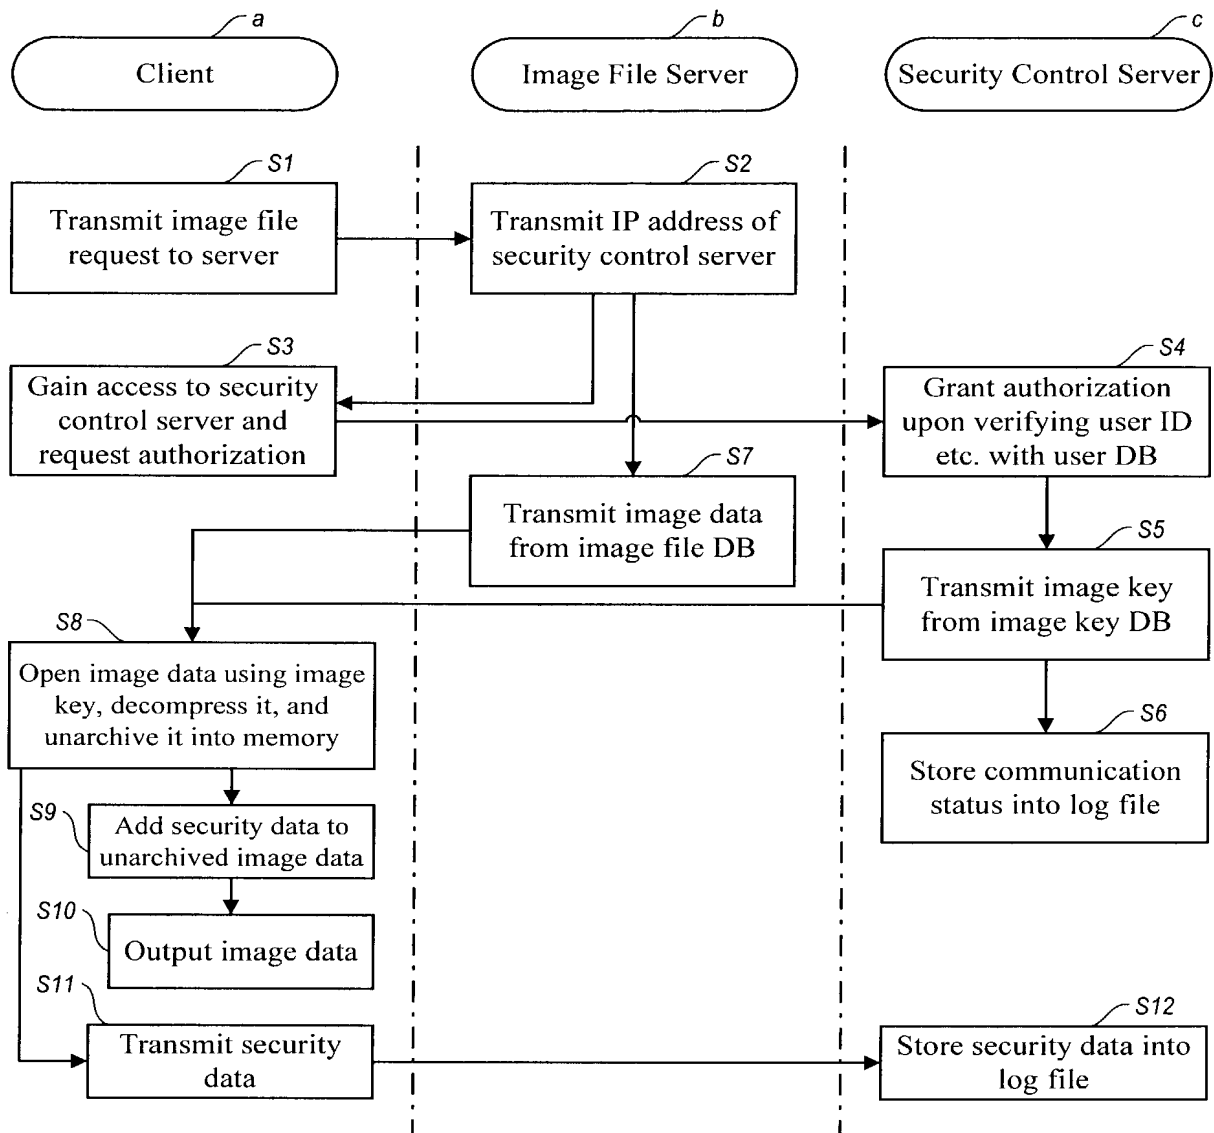 a
b
c
Client
Image File Server
Security Control Server
S1
S2
Transmit image file
request to server
Transmit IP address of
security control server
S3
S4
Gain access to security
control server and
request authorization
Grant authorization
upon verifying user ID
etc. with user DB
S7
Transmit image data
from image file DB
S5
Transmit image key
from image key DB
S8
Open image data using image
key, decompress it, and
unarchive it into memory
S6
Store communication
status into log file
S9
Add security data to
unarchived image data
S10
Output image data
S11
Transmit security
data
S12
Store security data into
log file